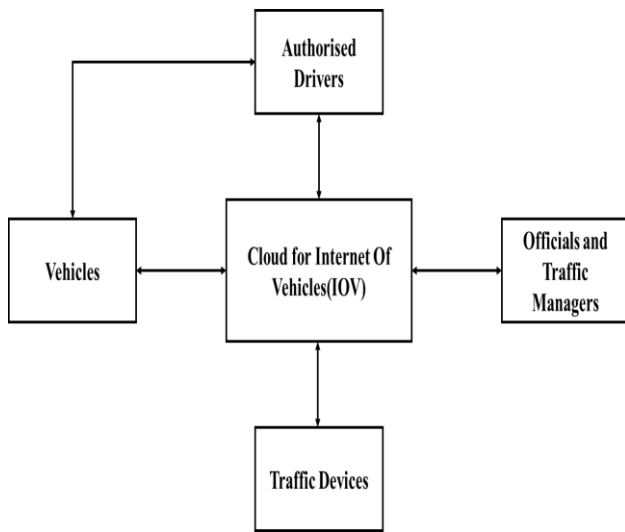 Authorised
Drivers
Vehicles
Cloud for Internet Of
Vehicles(IOV)
Officials and
Traffic
Managers
Traffic Devices